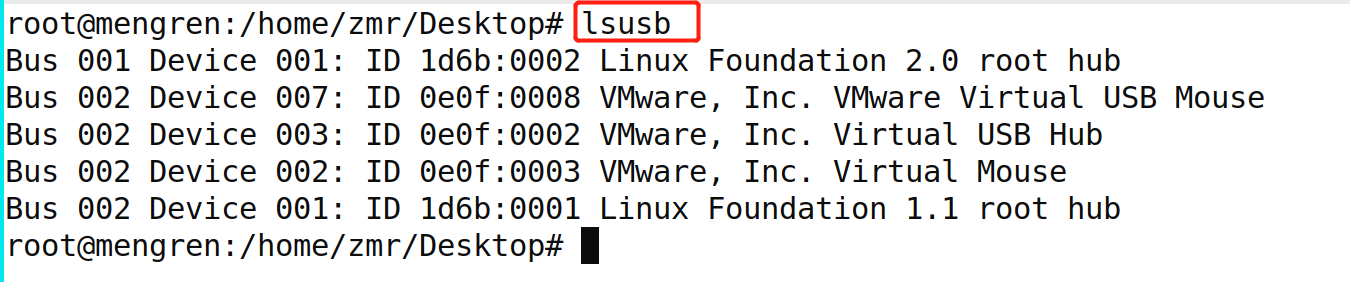 root@mengren:/home/zmr/Desktop# lsusb
Bus 001 Device 001: ID 1d6b:0002 Linux Foundation 2.0 root hub
Bus 002 Device 007: ID 0e0f:0008 VMware, Inc. VMware Virtual USB Mouse
Bus 002 Device 003: ID 0e0f:0002 VMware, Inc. Virtual USB Hub
Bus 002 Device 002: ID 0e0f:0003 VMware, Inc. Virtual Mouse
Bus 002 Device 001: ID 1d6b:0001 Linux Foundation 1.1 root hub
root@mengren:/home/zmr/Desktop#